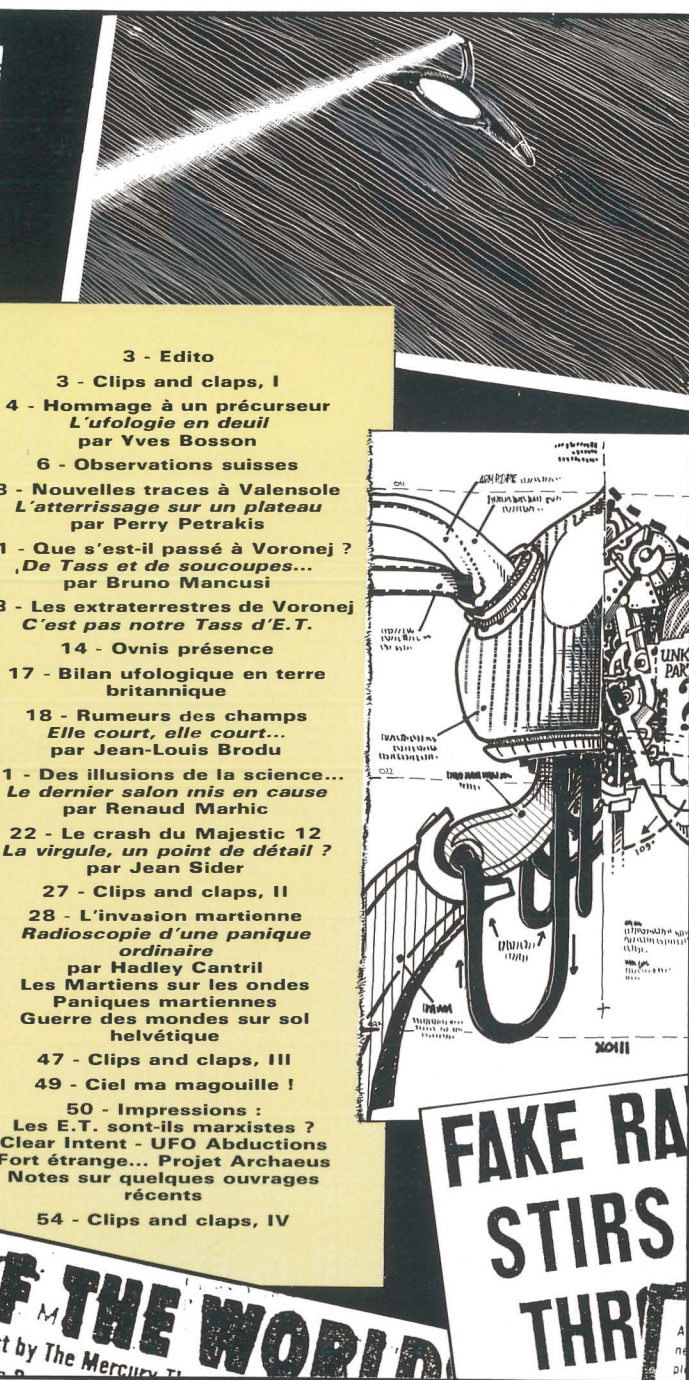 3 - Edito
3 - Clips and claps, I
4 - Hommage à un précurseur
L'ufologie en deuil
par Yves Bosson
6 - Observations suisses
- Nouvelles traces à Valensole
L'atterrissage sur un plateau
par Perry Petrakis
1 - Que s'est-il passé à Voronej ?
De Tass et de soucoupes...
par Bruno Mancusi
3 - Les extraterrestres de Voronej
C'est pas notre Tass d'E.T.
14 - Ovnis présence
17 - Bilan ufologique en terre
britannique
18 - Rumeurs des champs
Elle court, elle court...
par Jean-Louis Brodu
1 - Des illusions de la science...
Le dernier salon mis en cause
par Renaud Marhic
22 - Le crash du Majestic 12
La virgule, un point de détail ?
par Jean Sider
27 - Clips and claps, II
28 - L'invasion martienne
Radioscopie d'une panique
ordinaire
par Hadley Cantril
Les Martiens sur les ondes
Paniques martiennes
Guerre des mondes sur sol
helvétique
47 - Clips and claps, III
49 - Ciel ma magouille !
50 - Impressions :
Les E.T. sont-ils marxistes ?
Clear Intent - UFO Abductions
Fort étrange... Projet Archaeus
Notes sur quelques ouvrages
récents
54 - Clips and claps, IV
UNK
PAR
109°
XOIII
FAKE RA
STIRS
THR
F THE WORLD
t by The Mercury T